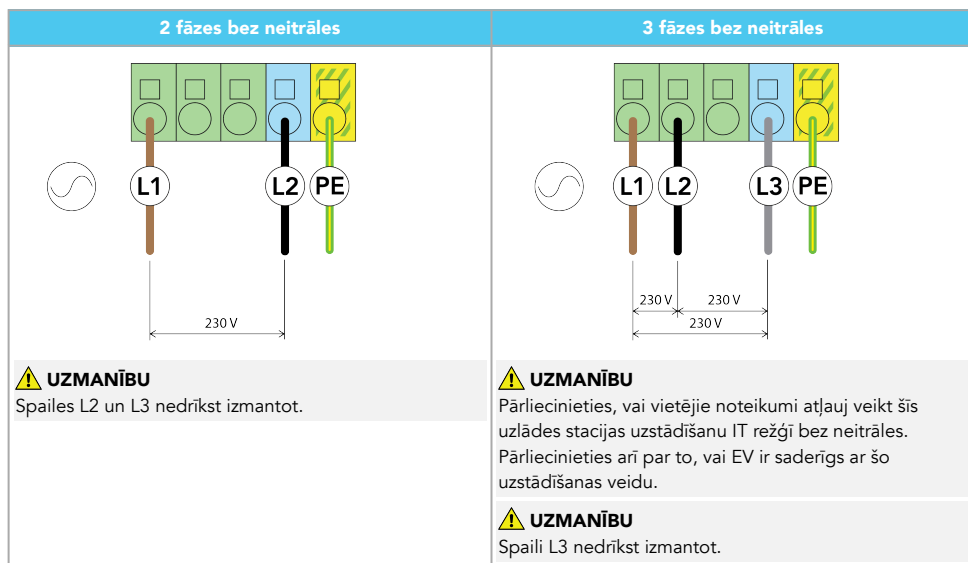 2 fāzes bez neitrāles
L1
L2
PE
230 V
UZMANĪBU
Spailes L2 un L3 nedrīkst izmantot.
3 fāzes bez neitrāles
L1
L2
L3
PE
230 V
230 V
230 V
UZMANĪBU
Pārliecinieties, vai vietējie noteikumi atļauj veikt šīs
uzlādes stacijas uzstādīšanu IT režģī bez neitrāles.
Pārliecinieties arī par to, vai EV ir saderīgs ar šo
uzstādīšanas veidu.
UZMANĪBU
Spaili L3 nedrīkst izmantot.